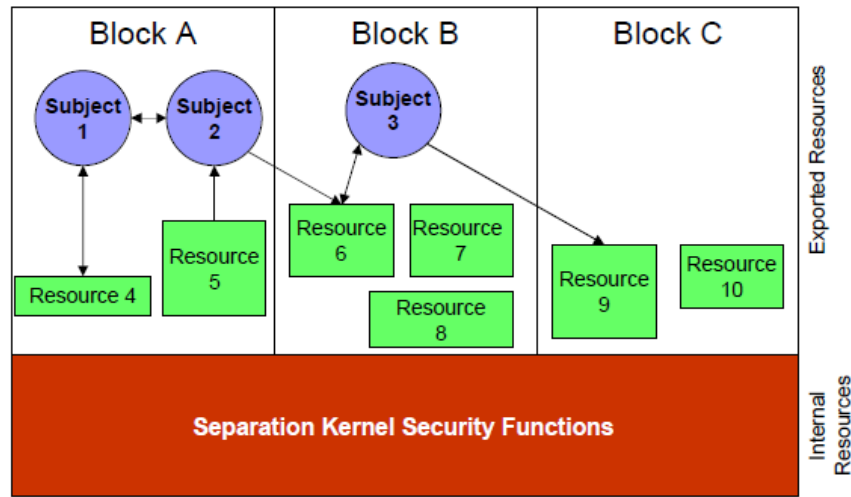 Block A
Block B
Block C
Subject
1
Subject
2
Subject
3
Resource 4
Resource
5
Resource
6
Resource
7
Resource
8
Resource
9
Resource
10
Exported Resources
Separation Kernel Security Functions
Internal
Resources